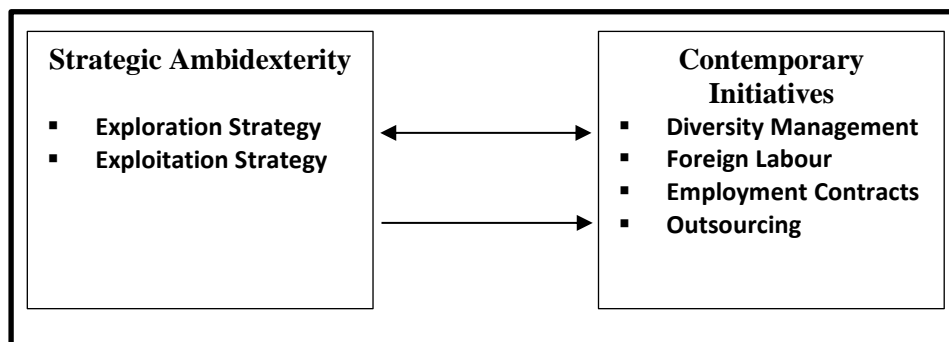 Strategic Ambidexterity
▪ Exploration Strategy
▪ Exploitation Strategy
Contemporary
Initiatives
▪ Diversity Management
▪ Foreign Labour
▪ Employment Contracts
▪ Outsourcing